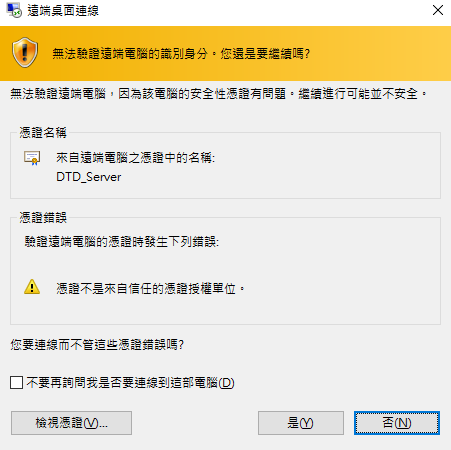 遠端桌面連線
無法驗證遠端電腦的識別身分。您還是要繼續嗎?
無法驗證遠端電腦，因為該電腦的安全性憑證有問題。繼續進行可能並不安全。
憑證名稱
來自遠端電腦之憑證中的名稱:
DTD_Server
憑證錯誤
驗證遠端電腦的憑證時發生下列錯誤:
憑證不是來自信任的憑證授權單位。
您要連線而不管這些憑證錯誤嗎?
不要再詢問我是否要連線到這部電腦(D)
檢視憑證(V)... 是(Y) 否(N)